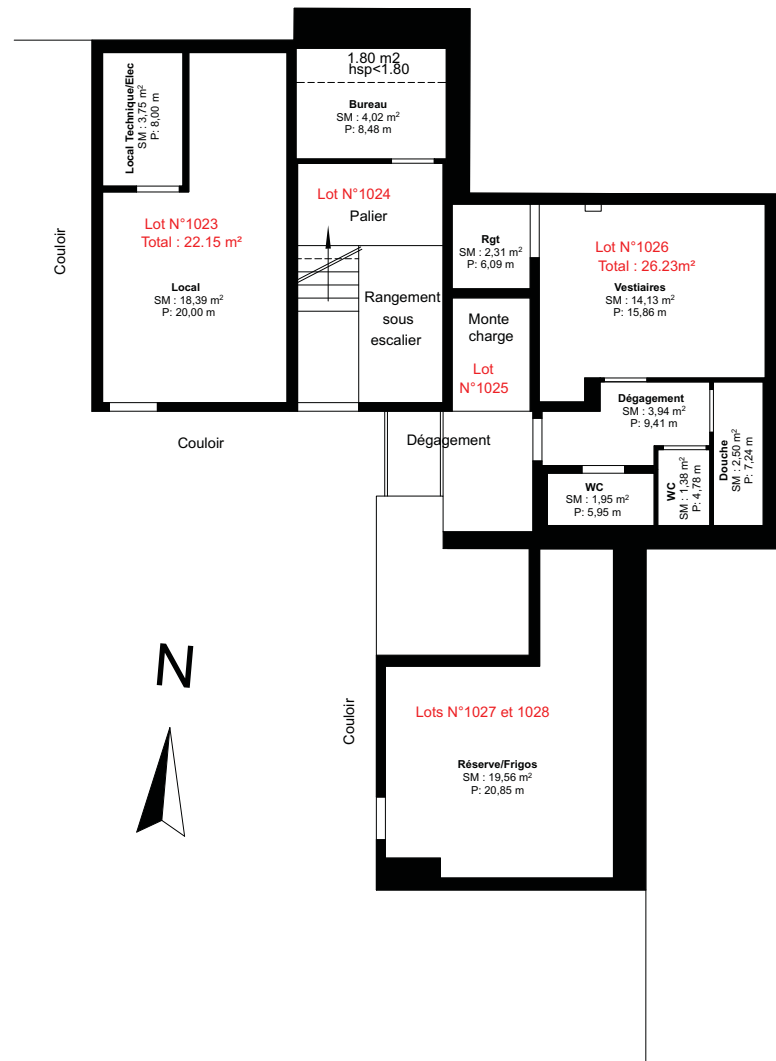 1.80 m2
hsp<1.80
Bureau
SM : 4,02 m²
P: 8,48 m
Local Technique/Elec
SM : 3,75 m²
P: 8,00 m
Lot N°1023
Total : 22.15 m²
Local
SM : 18,39 m²
P: 20,00 m
Couloir
Lot N°1024
Palier
Rangement
sous
escalier
Rgt
SM : 2,31 m²
P: 6,09 m
Lot N°1026
Total : 26.23m²
Vestiaires
SM : 14,13 m²
P: 15,86 m
Monte
charge
Lot
N°1025
Couloir
Dégagement
Dégagement
SM : 3,94 m²
P: 9,41 m
Douche
SM : 2,50 m²
P: 7,24 m
WC
SM : 1,95 m²
P: 5,95 m
WC
SM : 1,38 m²
P: 4,78 m
N
Couloir
Lots N°1027 et 1028
Réserve/Frigos
SM : 19,56 m²
P: 20,85 m